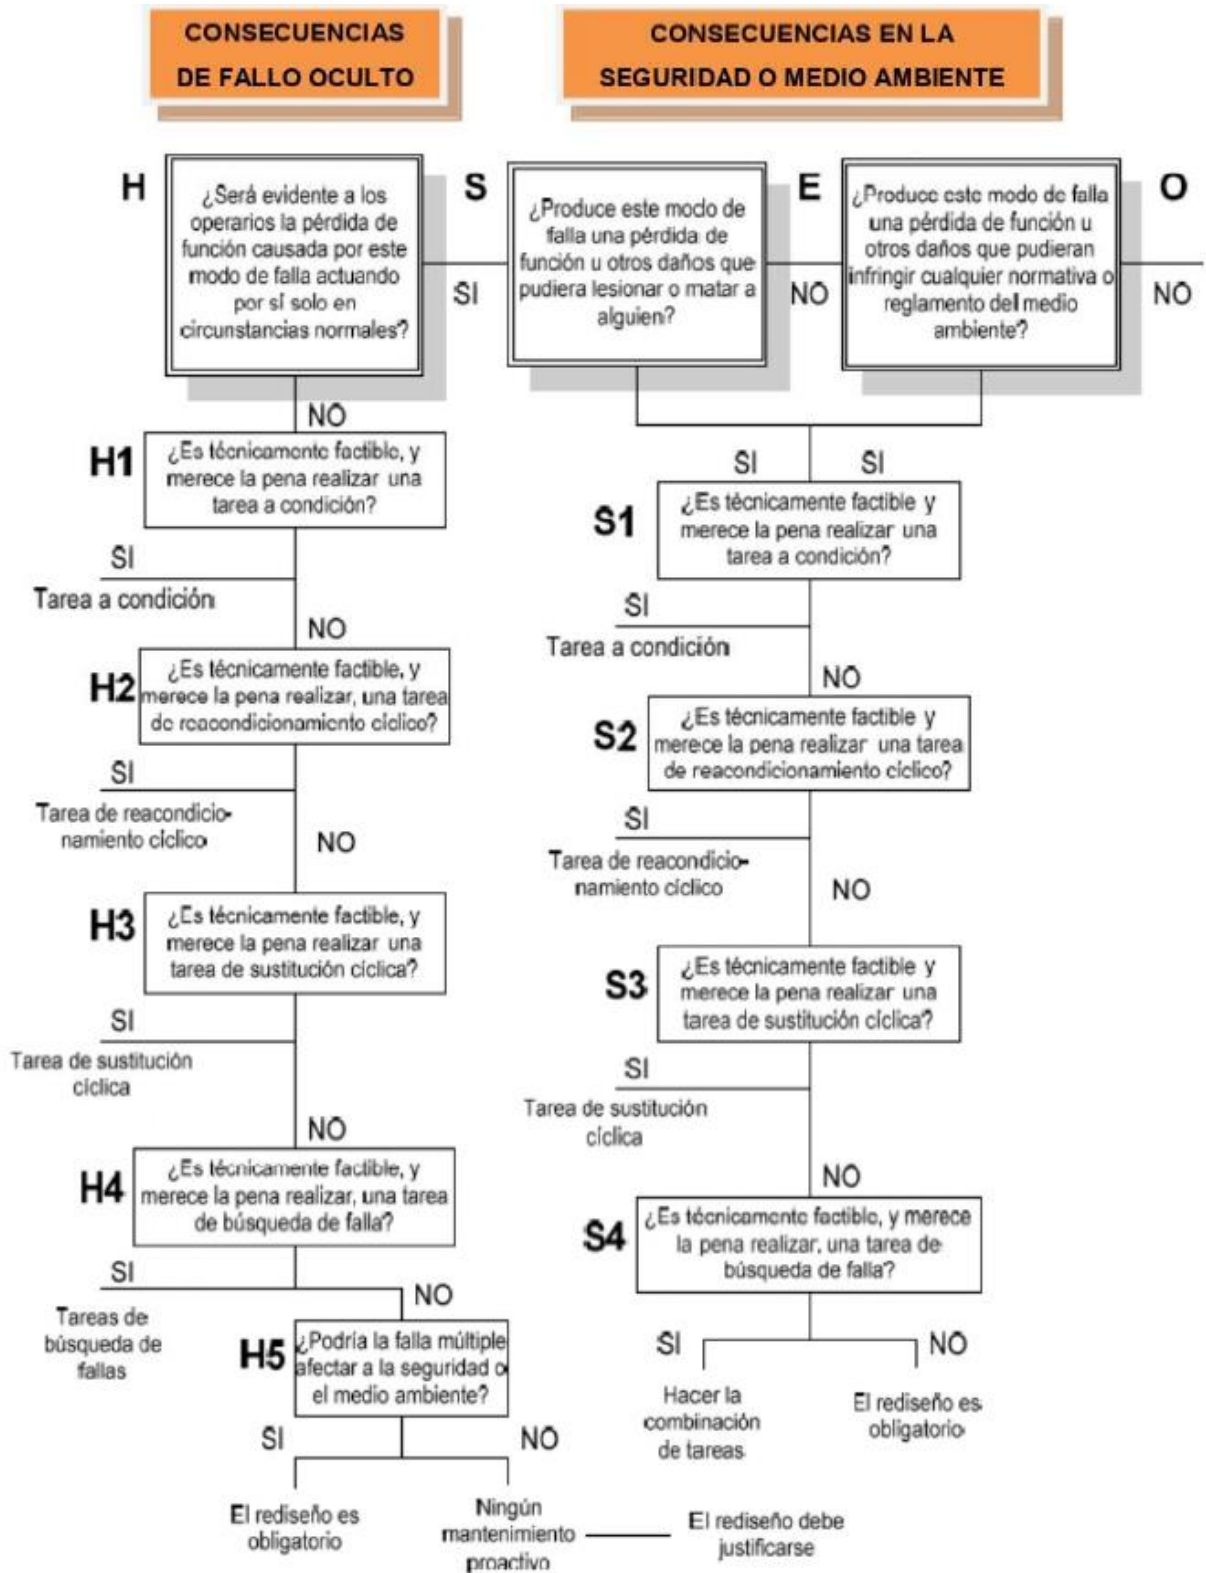 CONSECUENCIAS
DE FALLO OCULTO
CONSECUENCIAS EN LA
SEGURIDAD O MEDIO AMBIENTE
H
¿Será evidente a los
operarios la pérdida de
función causada por este
modo de falla actuando
por sí solo en
circunstancias normales?
SI
S
¿Produce este modo de
falla una pérdida de
función u otros daños que
pudiera lesionar o matar a
alguien?
NO
E
¿Produce este modo de falla
una pérdida de función u
otros daños que pudieran
infringir cualquier normativa o
reglamento del medio
ambiente?
O
NO
NO
H1
¿Es técnicamente factible, y
merece la pena realizar una
tarea a condición?
SI
Tarea a condición
NO
H2
¿Es técnicamente factible, y
merece la pena realizar, una tarea
de reacondicionamiento cíclico?
SI
Tarea de reacondicio-
namiento cíclico
NO
H3
¿Es técnicamente factible, y
merece la pena realizar una
tarea de sustitución cíclica?
SI
Tarea de sustitución
cíclica
NO
H4
¿Es técnicamente factible, y
merece la pena realizar, una tarea
de búsqueda de falla?
SI
Tareas de
búsqueda de
fallas
NO
H5
¿Podría la falla múltiple
afectar a la seguridad o
el medio ambiente?
SI
NO
El rediseño es
obligatorio
Ningún
mantenimiento
proactivo
El rediseño debe
justificarse
SI
SI
S1
¿Es técnicamente factible y
merece la pena realizar una
tarea a condición?
SI
Tarea a condición
NO
S2
¿Es técnicamente factible y
merece la pena realizar una tarea
de reacondicionamiento cíclico?
SI
Tarea de reacondicio-
namiento cíclico
NO
S3
¿Es técnicamente factible y
merece la pena realizar una
tarea de sustitución cíclica?
SI
Tarea de sustitución
cíclica
NO
S4
¿Es técnicamente factible, y merece
la pena realizar, una tarea de
búsqueda de falla?
SI
NO
Hacer la
combinación
de tareas
El rediseño es
obligatorio